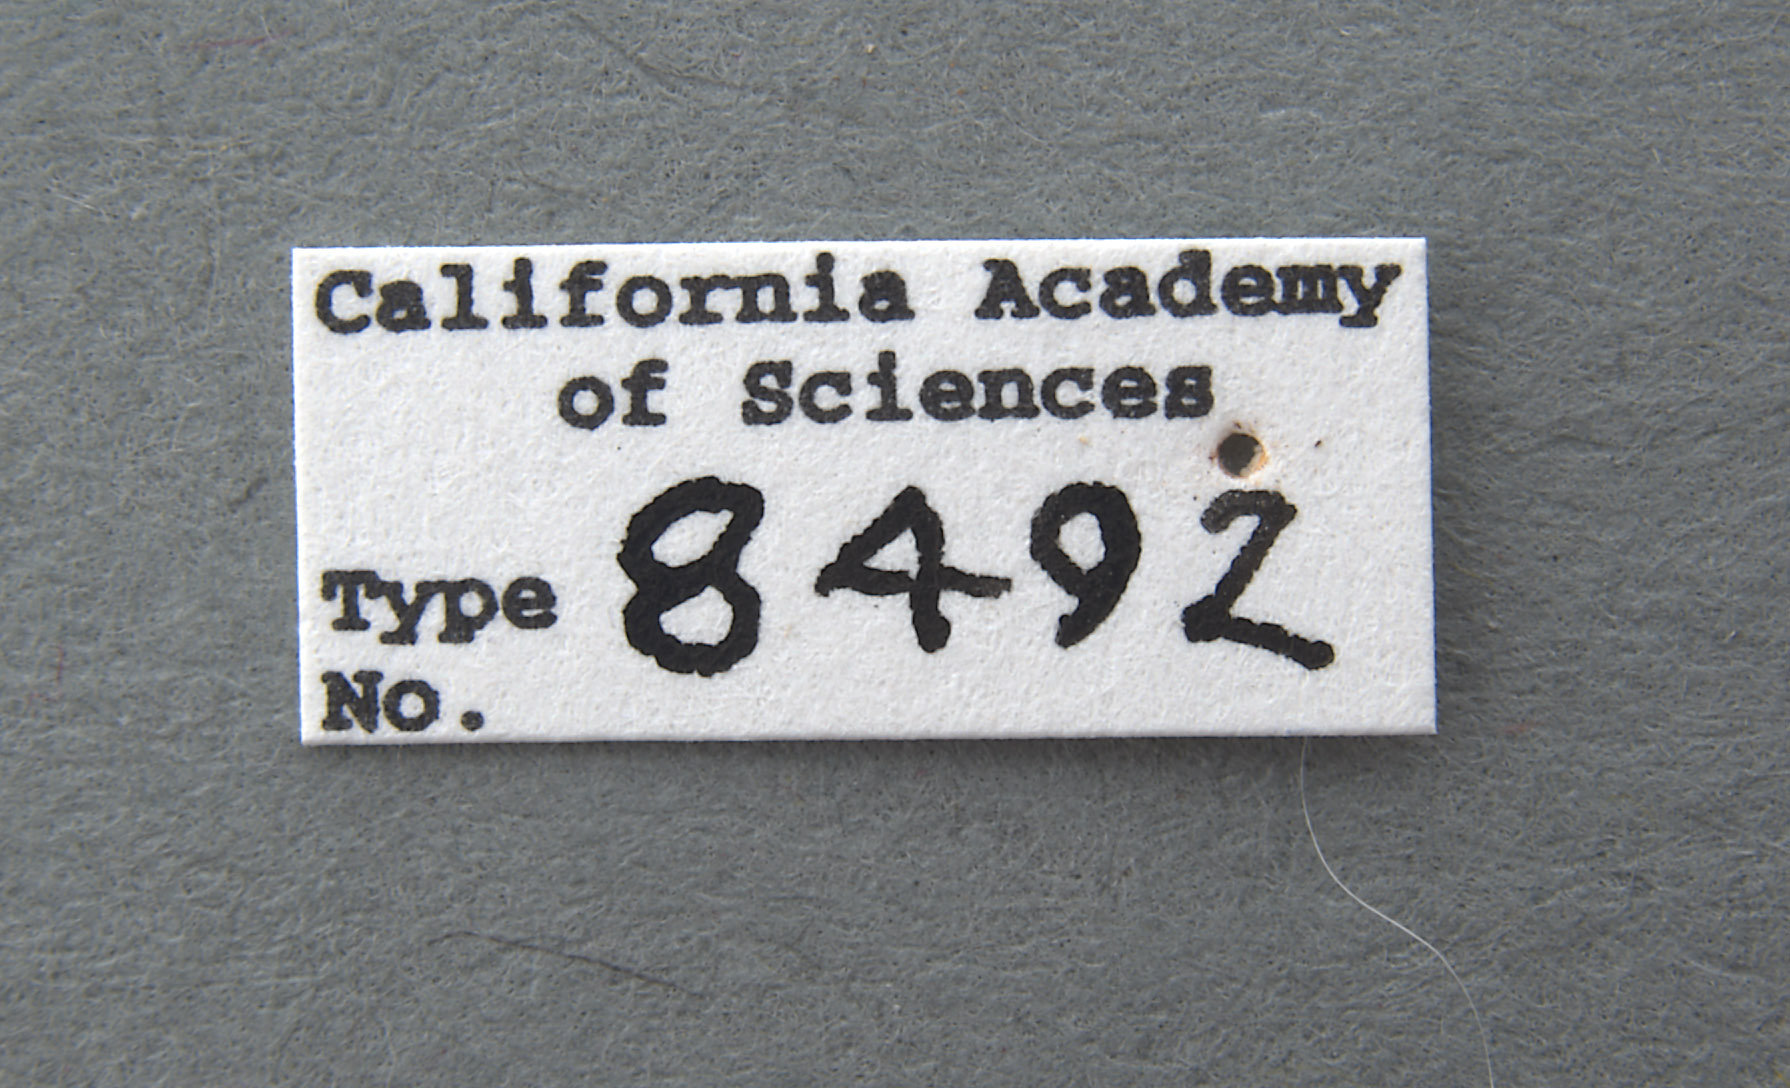 California Academy
of Sciences
Type 8492
No.